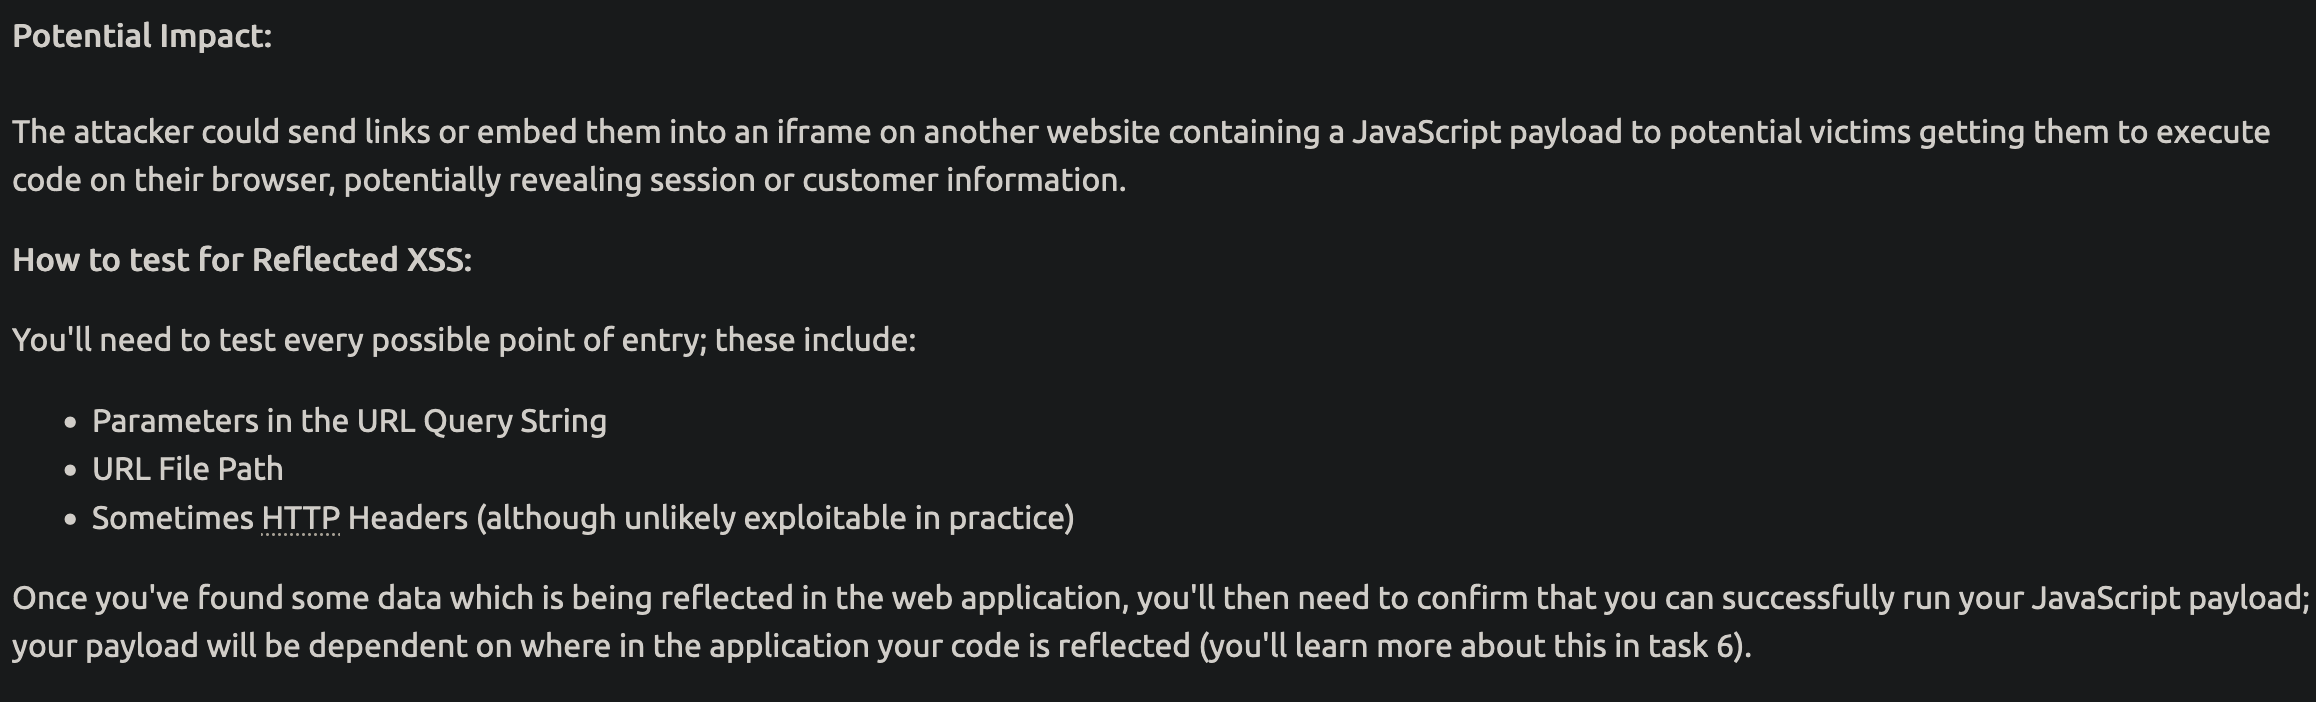 Potential Impact:
The attacker could send links or embed them into an iframe on another website containing a JavaScript payload to potential victims getting them to execute
code on their browser, potentially revealing session or customer information.
How to test for Reflected XSS:
You'll need to test every possible point of entry; these include:
• Parameters in the URL Query String
• URL File Path
• Sometimes HTTP Headers (although unlikely exploitable in practice)
Once you've found some data which is being reflected in the web application, you'll then need to confirm that you can successfully run your JavaScript payload;
your payload will be dependent on where in the application your code is reflected (you'll learn more about this in task 6).